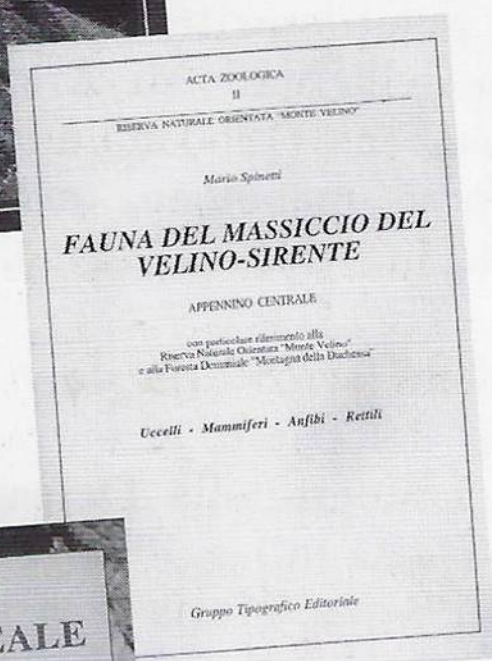 ACTA ZOOLOGICA
II
RISERVA NATURALE ORIENTATA "MONTE VELINO"
Mario Spinetti
FAUNA DEL MASSICCIO DEL
VELINO-SIRENTE
APPENNINO CENTRALE
con particolare riferimento alla
Riserva Naturale Orientata "Monte Velino"
e alla Foresta Demaniale "Montagna della Duchessa"
Uccelli - Mammiferi - Anfibi - Rettili
Gruppo Tipografico Editoriale
EALE